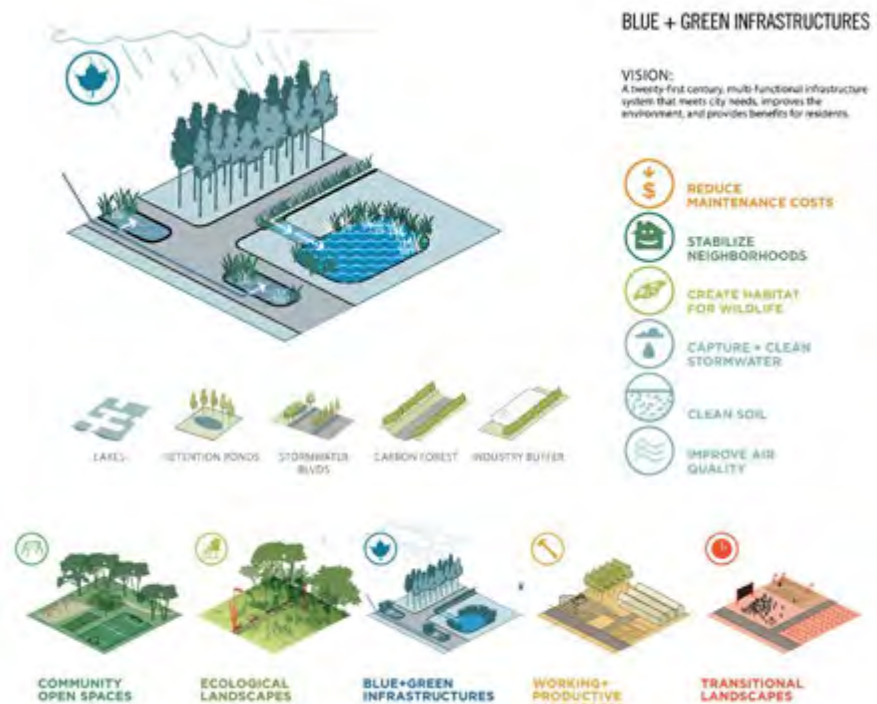 BLUE + GREEN INFRASTRUCTURES
VISION:
A twenty-first century, multi-functional infrastructure
system that meets city needs, improves the
environment, and provides benefits for residents.
$
REDUCE
MAINTENANCE COSTS
STABILIZE
NEIGHBORHOODS
CREATE HABITAT
FOR WILDLIFE
CAPTURE + CLEAN
STORMWATER
CLEAN SOIL
IMPROVE AIR
QUALITY
LAKES
RETENTION PONDS
STORMWATER
BLVDS
CARBON FOREST
INDUSTRY BUFFER
COMMUNITY
OPEN SPACES
ECOLOGICAL
LANDSCAPES
BLUE+GREEN
INFRASTRUCTURES
WORKING+
PRODUCTIVE
TRANSITIONAL
LANDSCAPES